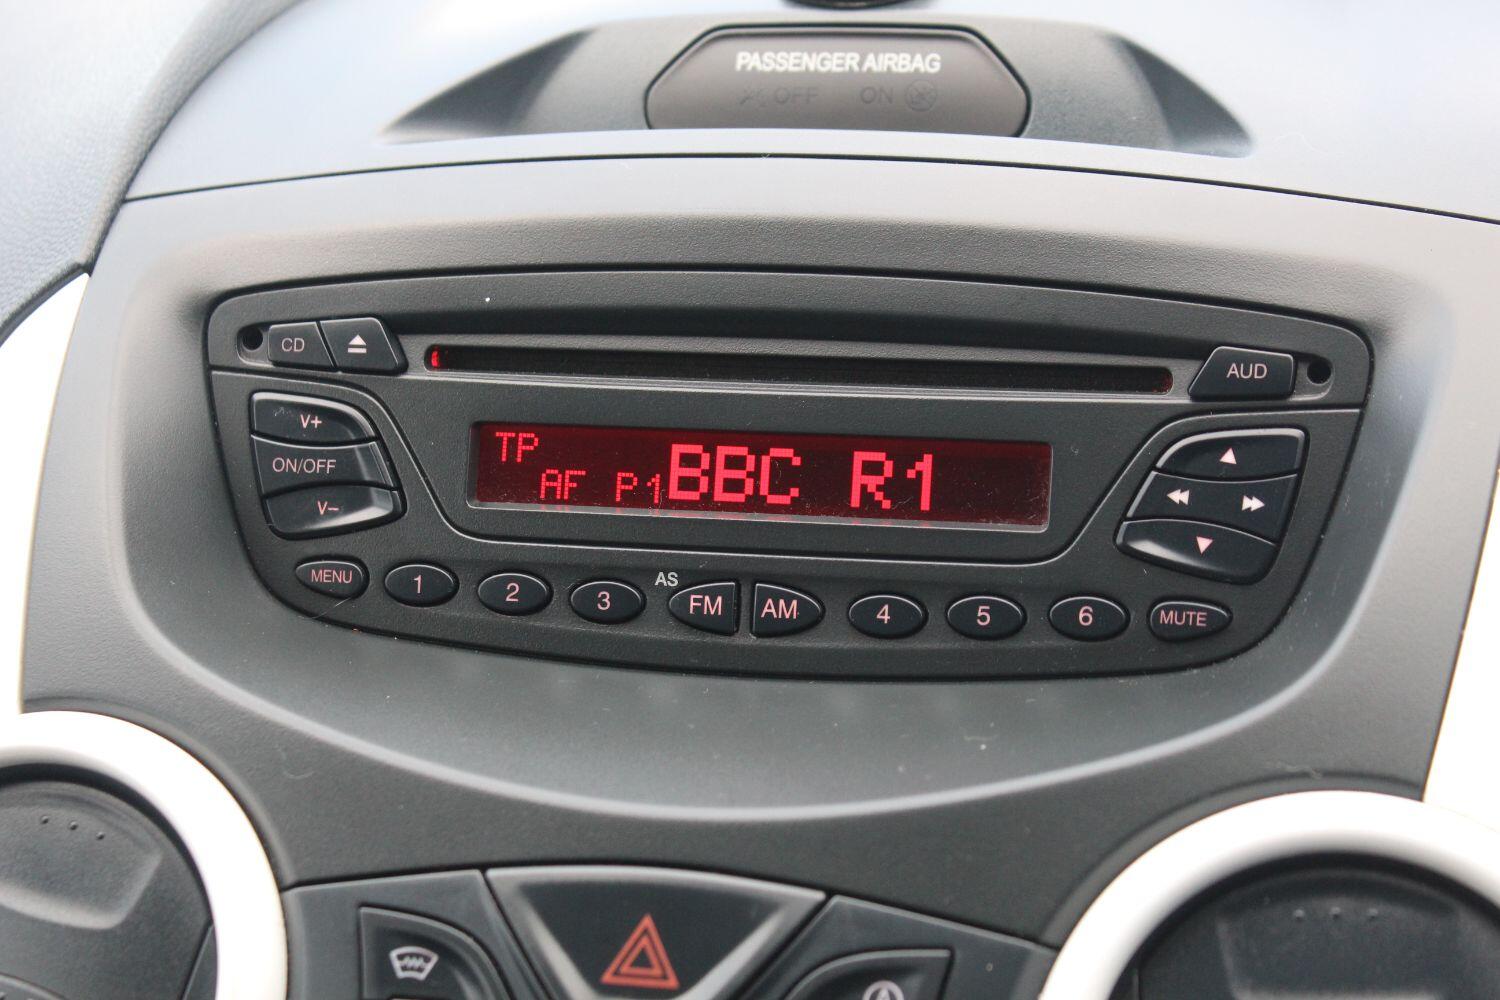 PASSENGER AIRBAG
OFF ON
CD
AUD
V+
ON/OFF
V-
TP
AF P1 BBC R1
MENU 1 2 3 AS FM AM 4 5 6 MUTE